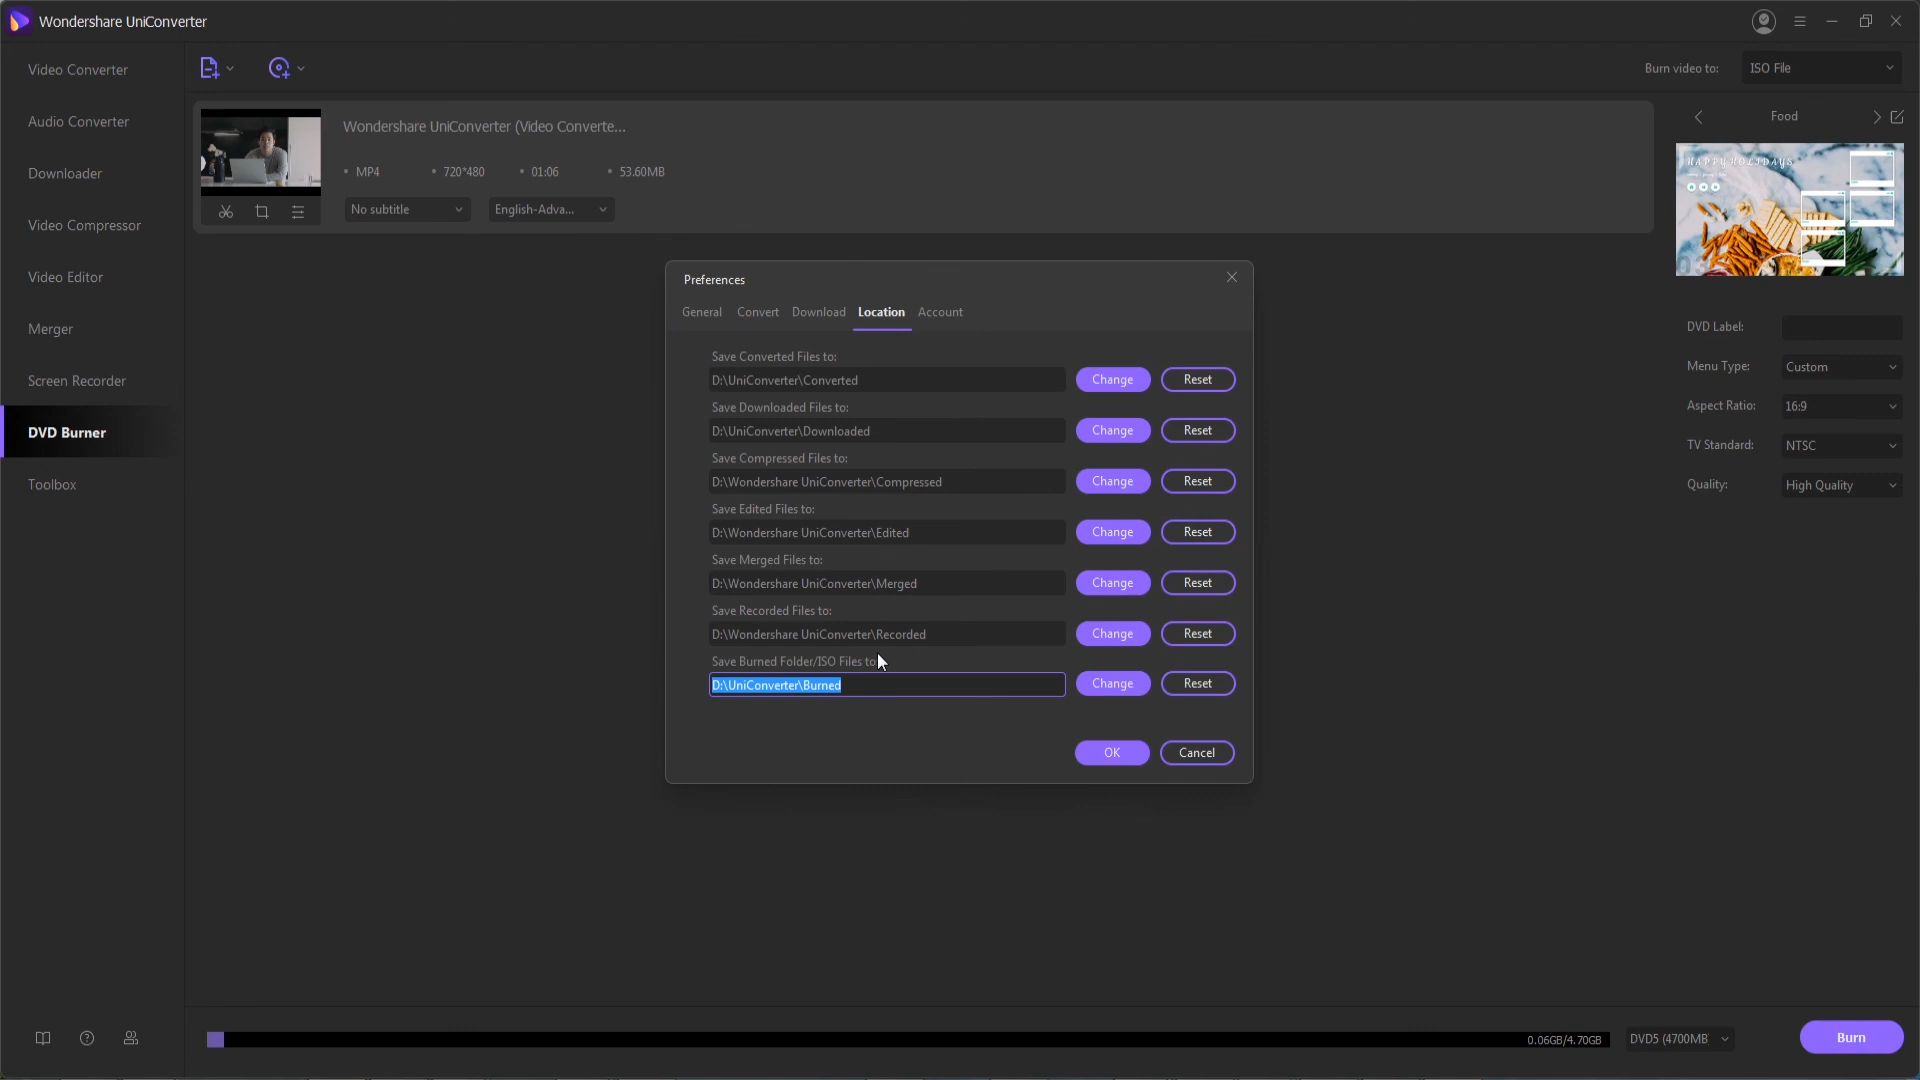 Wondershare UniConverter
Video Converter
Audio Converter
Downloader
Video Compressor
Video Editor
Merger
Screen Recorder
DVD Burner
Toolbox
Burn video to:
ISO File
Wondershare UniConverter (Video Converte...
• MP4 • 720*480 • 01:06 • 53.60MB
No subtitle
English-Adva...
Food
HAPPY HOLIDAYS
DVD Label:
Menu Type: Custom
Aspect Ratio: 16:9
TV Standard: NTSC
Quality: High Quality
Preferences
General Convert Download Location Account
Save Converted Files to:
D:\UniConverter\Converted Change Reset
Save Downloaded Files to:
D:\UniConverter\Downloaded Change Reset
Save Compressed Files to:
D:\Wondershare UniConverter\Compressed Change Reset
Save Edited Files to:
D:\Wondershare UniConverter\Edited Change Reset
Save Merged Files to:
D:\Wondershare UniConverter\Merged Change Reset
Save Recorded Files to:
D:\Wondershare UniConverter\Recorded Change Reset
Save Burned Folder/ISO Files to
D:\UniConverter\Burned Change Reset
OK Cancel
0.06GB/4.70GB
DVD5 (4700MB
Burn